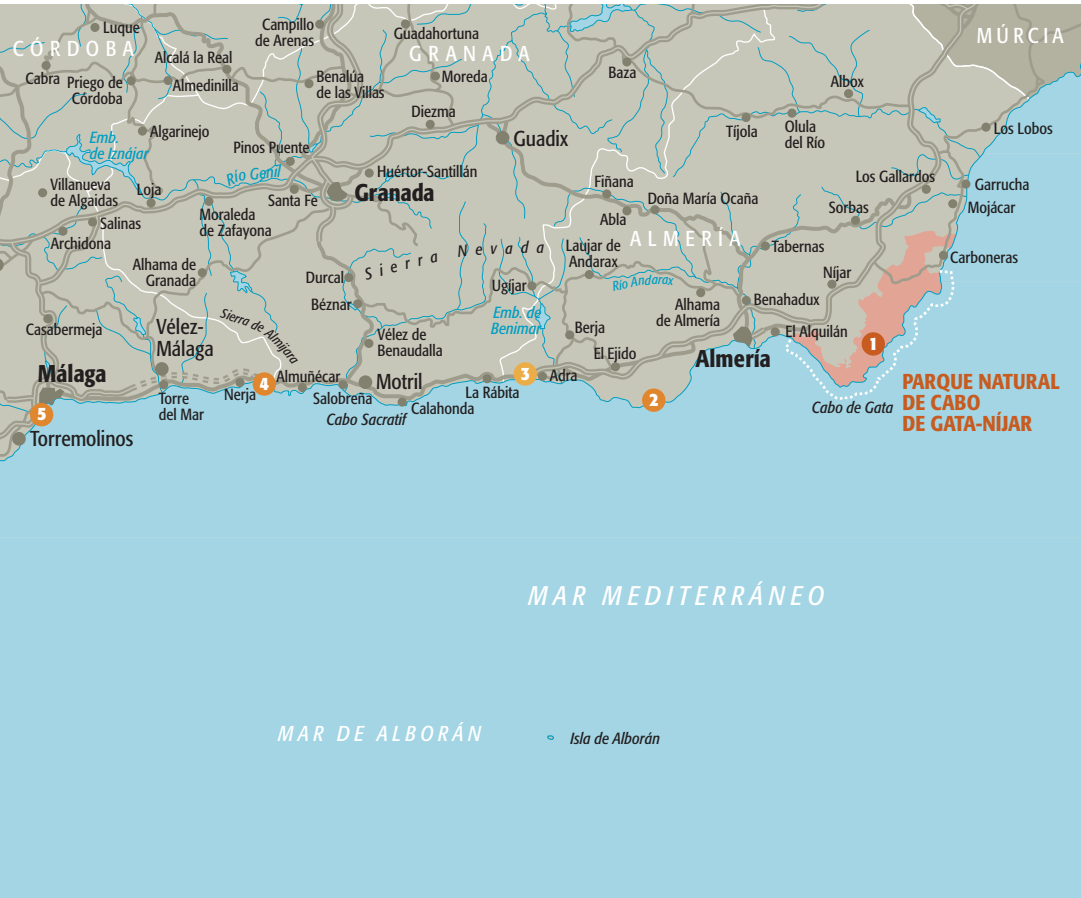 Luque
Campillo
de Arenas
Guadahortuna
CÓRDOBA
GRANADA
MÚRCIA
Alcalá la Real
Cabra
Priego de
Córdoba
Almedinilla
Benalúa
de las Villas
Moreda
Baza
Albox
Diezma
Emb.
de Iznájar
Algarinejo
Pinos Puente
Guadix
Tíjola
Olula
del Río
Los Lobos
Río Genil
Huértor-Santillán
Villanueva
de Algaidas
Loja
Santa Fe
Granada
Fiñana
Doña María Ocaña
Los Gallardos
Garrucha
Salinas
Moraleda
de Zafayona
Abla
Sorbas
Mojácar
Archidona
Sierra Nevada
Laujar de
Andarax
ALMERÍA
Tabernas
Carboneras
Alhama de
Granada
Durcal
Ugíjar
Río Andarax
Níjar
Béznar
Emb. de
Benimar
Alhama
de Almería
Benahadux
Casabermeja
Vélez-
Málaga
Sierra de Almijara
Vélez de
Benaudalla
Berja
El Alquilán
El Ejido
Almería
1
Málaga
Nerja
4
Almuñécar
Motril
La Rábita
3
Adra
2
PARQUE NATURAL
DE CABO
DE GATA-NÍJAR
5
Torre
del Mar
Salobreña
Calahonda
Cabo Sacratif
Cabo de Gata
Torremolinos
MAR MEDITERRÁNEO
MAR DE ALBORÁN
Isla de Alborán